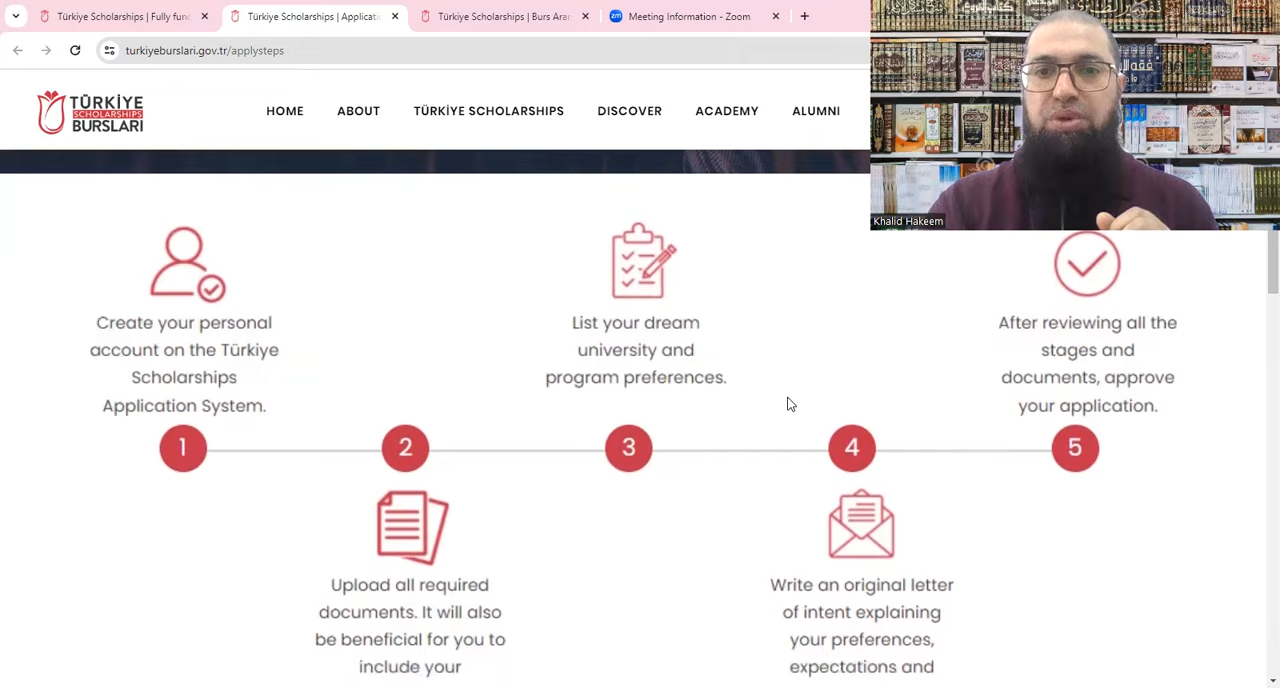 Türkiye Scholarships | Fully fun
Türkiye Scholarships | Applicati
Türkiye Scholarships | Burs Arar
Meeting Information - Zoom
turkiyeburslari.gov.tr/applysteps
TÜRKİYE
SCHOLARSHIPS
BURSLARI
HOME
ABOUT
TÜRKİYE SCHOLARSHIPS
DISCOVER
ACADEMY
ALUMNI
Khalid Hakeem
Create your personal
account on the Türkiye
Scholarships
Application System.
List your dream
university and
program preferences.
After reviewing all the
stages and
documents, approve
your application.
1
2
3
4
5
Upload all required
documents. It will also
be beneficial for you to
include your
Write an original letter
of intent explaining
your preferences,
expectations and